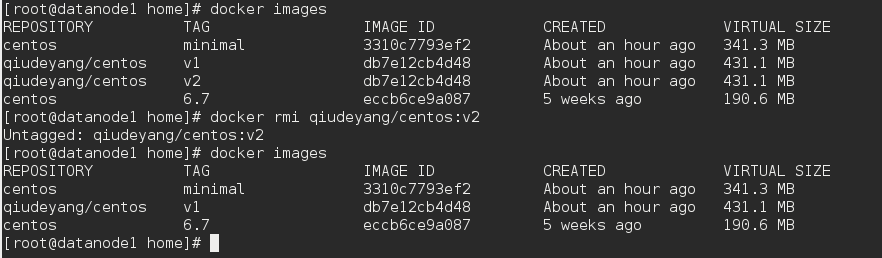 [root@datanode1 home]# docker images
REPOSITORY TAG IMAGE ID CREATED VIRTUAL SIZE
centos minimal 3310c7793ef2 About an hour ago 341.3 MB
qiudeyang/centos v1 db7e12cb4d48 About an hour ago 431.1 MB
qiudeyang/centos v2 db7e12cb4d48 About an hour ago 431.1 MB
centos 6.7 eccb6ce9a087 5 weeks ago 190.6 MB
[root@datanode1 home]# docker rmi qiudeyang/centos:v2
Untagged: qiudeyang/centos:v2
[root@datanode1 home]# docker images
REPOSITORY TAG IMAGE ID CREATED VIRTUAL SIZE
centos minimal 3310c7793ef2 About an hour ago 341.3 MB
qiudeyang/centos v1 db7e12cb4d48 About an hour ago 431.1 MB
centos 6.7 eccb6ce9a087 5 weeks ago 190.6 MB
[root@datanode1 home]#